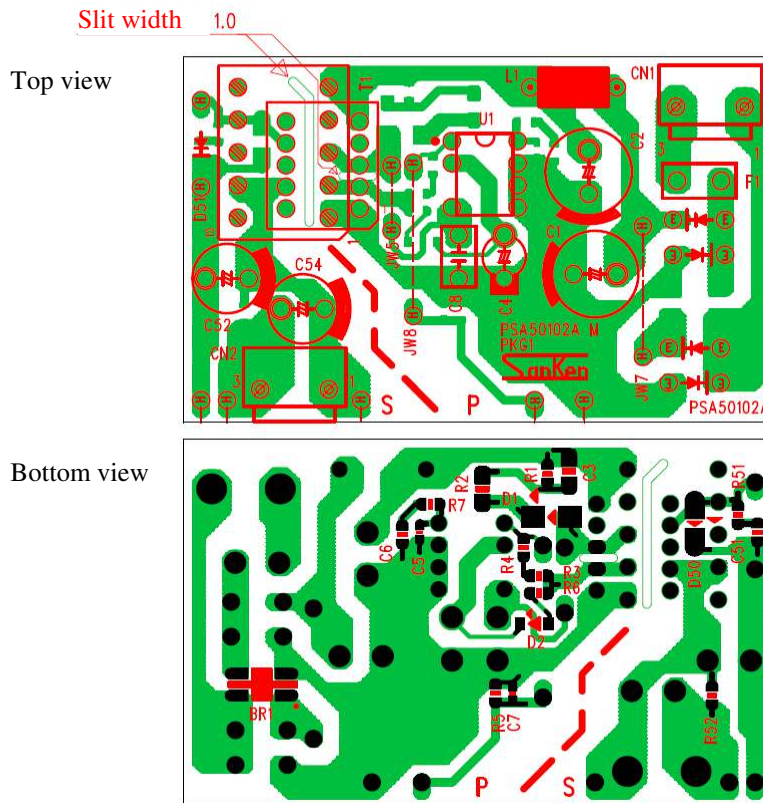 Slit width 1.0
Top view
T1
L1
CN1
U1
C2
3
1
F1
D51
1
C1
JW5
C54
C8
C4
C52
JW8
PSA50102A M
PKG1
CN2
SanKen
JW7
3
1
S
P
PSA50102A
Bottom view
R2
R1
C3
R51
D1
R7
C6
C5
R4
C51
D50
R3
R6
D2
BR1
R5
C7
R52
P
S